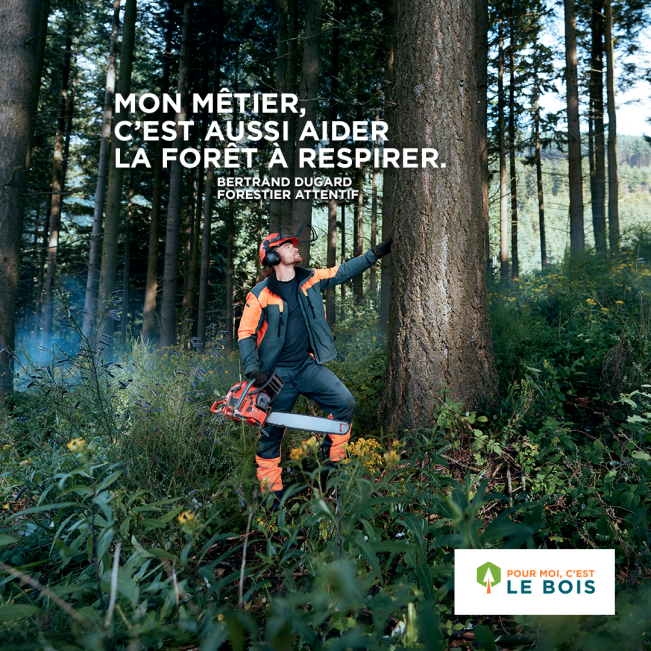 MON MÊTIER,
C'EST AUSSI AIDER
LA FORÊT À RESPIRER.
BERTRAND DUGARD
FORESTIER ATTENTIF
POUR MOI, C'EST
LE BOIS